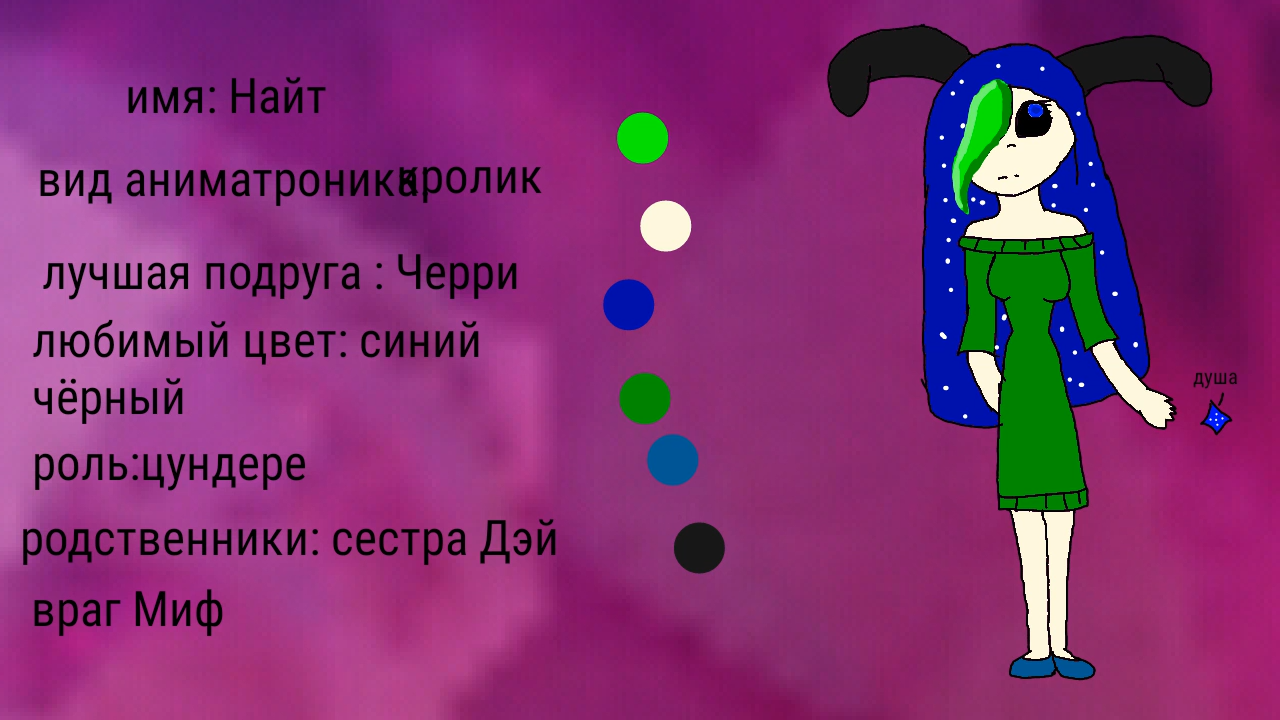 имя: Найт
вид аниматроника кролик
лучшая подруга : Черри
любимый цвет: синий
чёрный
роль:цундере
родственники: сестра Дэй
враг Миф
душа